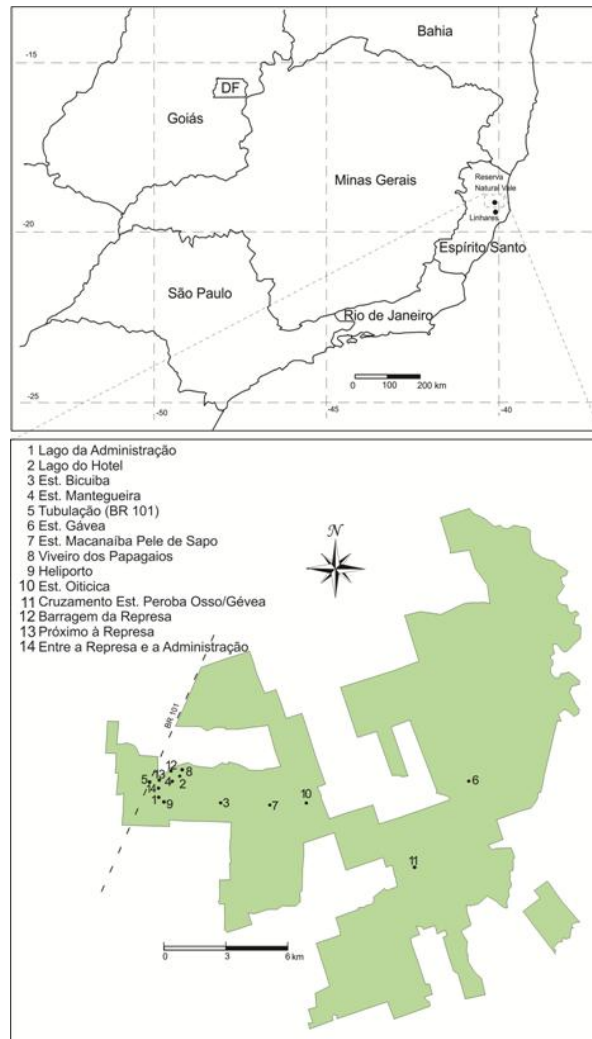 Bahia
-15
DF
Goiás
Minas Gerais
Reserva
Natural Vale
Linhares
-20
Espírito Santo
São Paulo
Rio de Janeiro
0 100 200 km
-25
-50
-45
-40
1 Lago da Administração
2 Lago do Hotel
3 Est. Bicuiba
4 Est. Mantegueira
5 Tubulação (BR 101)
6 Est. Gávea
7 Est. Macanaíba Pele de Sapo
8 Viveiro dos Papagaios
9 Heliporto
10 Est. Oiticica
11 Cruzamento Est. Peroba Osso/Gévea
12 Barragem da Represa
13 Próximo à Represa
14 Entre a Represa e a Administração
N
BR 101
12
13
8
5
4
2
14
6
1
9
3
7
10
11
0 3 6
km